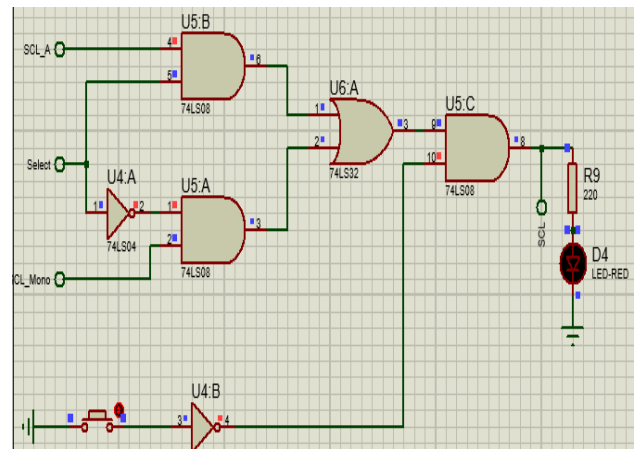 U5:B
SCL_A
4
5
6
74LS08
U6:A
1
2
3
74LS32
U5:C
9
10
8
74LS08
R9
220
SCL
D4
LED-RED
Select
U4:A
1
2
74LS04
U5:A
1
2
3
74LS08
CL_Mono
U4:B
3
4